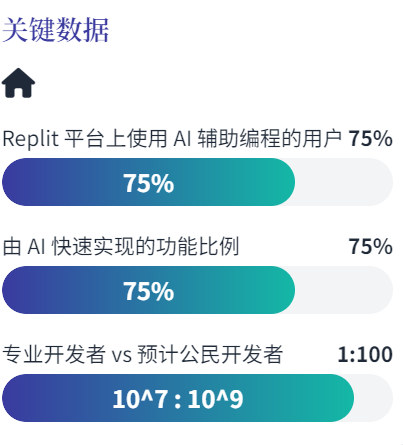 关键数据
Replit 平台上使用 AI 辅助编程的用户 75%
75%
由 AI 快速实现的功能比例 75%
75%
专业开发者 vs 预计公民开发者 1:100
10^7 : 10^9